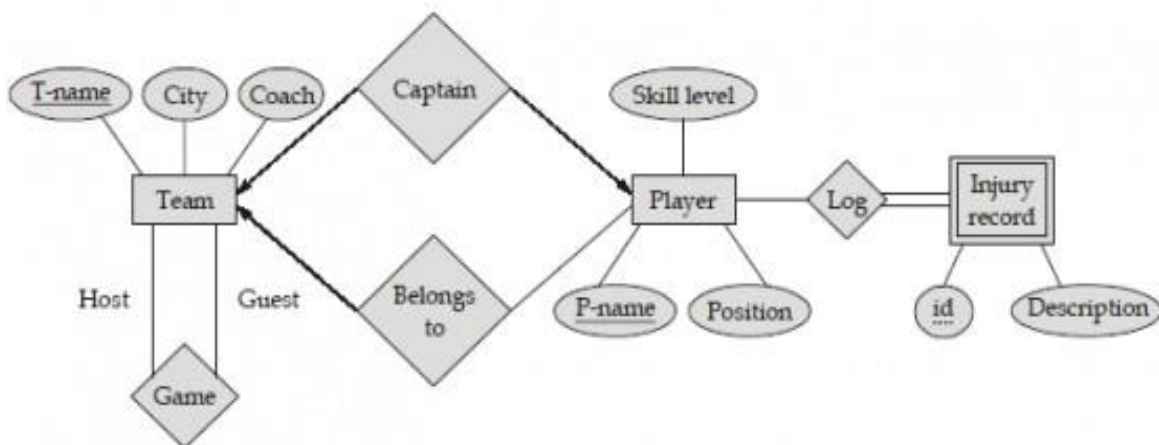 Captain
T-name
City
Coach
Skill level
Team
Player
Log
Injury
record
Host
Guest
Belongs
to
P-name
Position
id
Description
Game